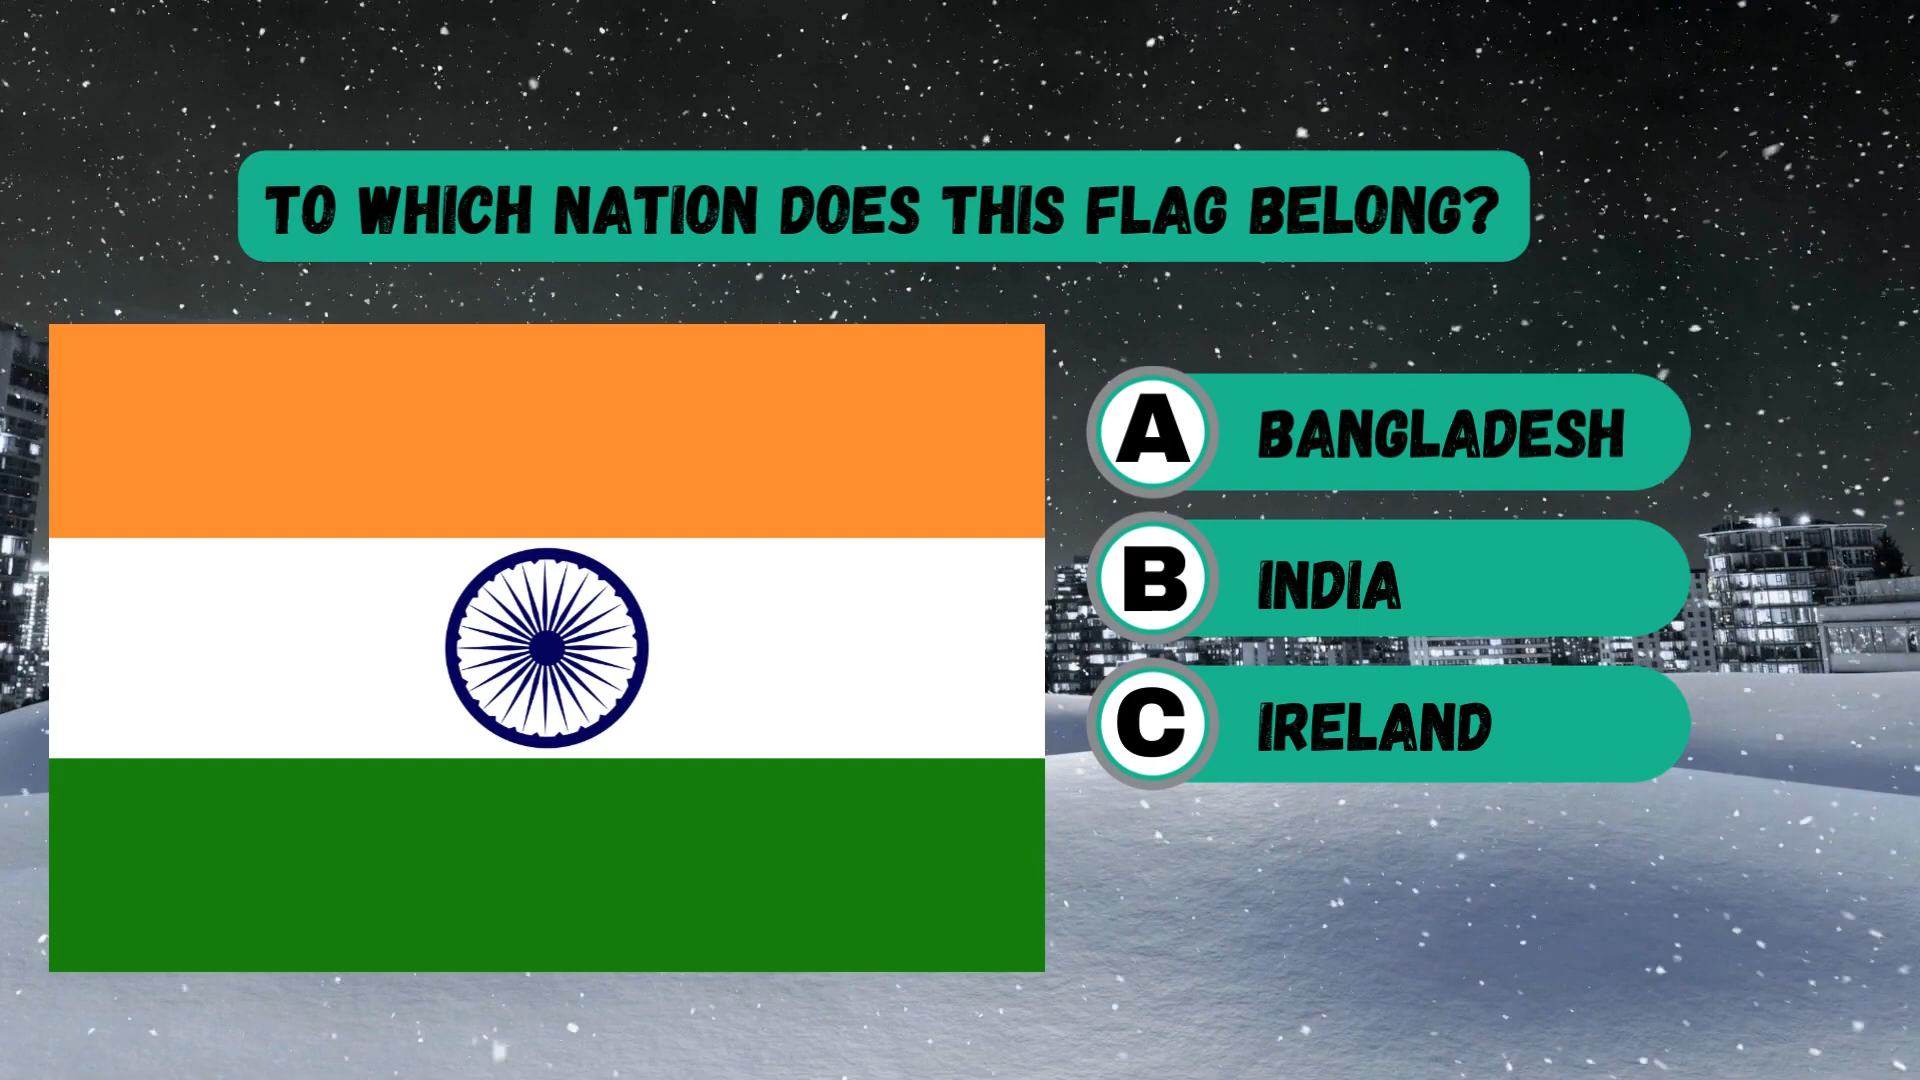 TO WHICH NATION DOES THIS FLAG BELONG?
A BANGLADESH
B INDIA
C IRELAND